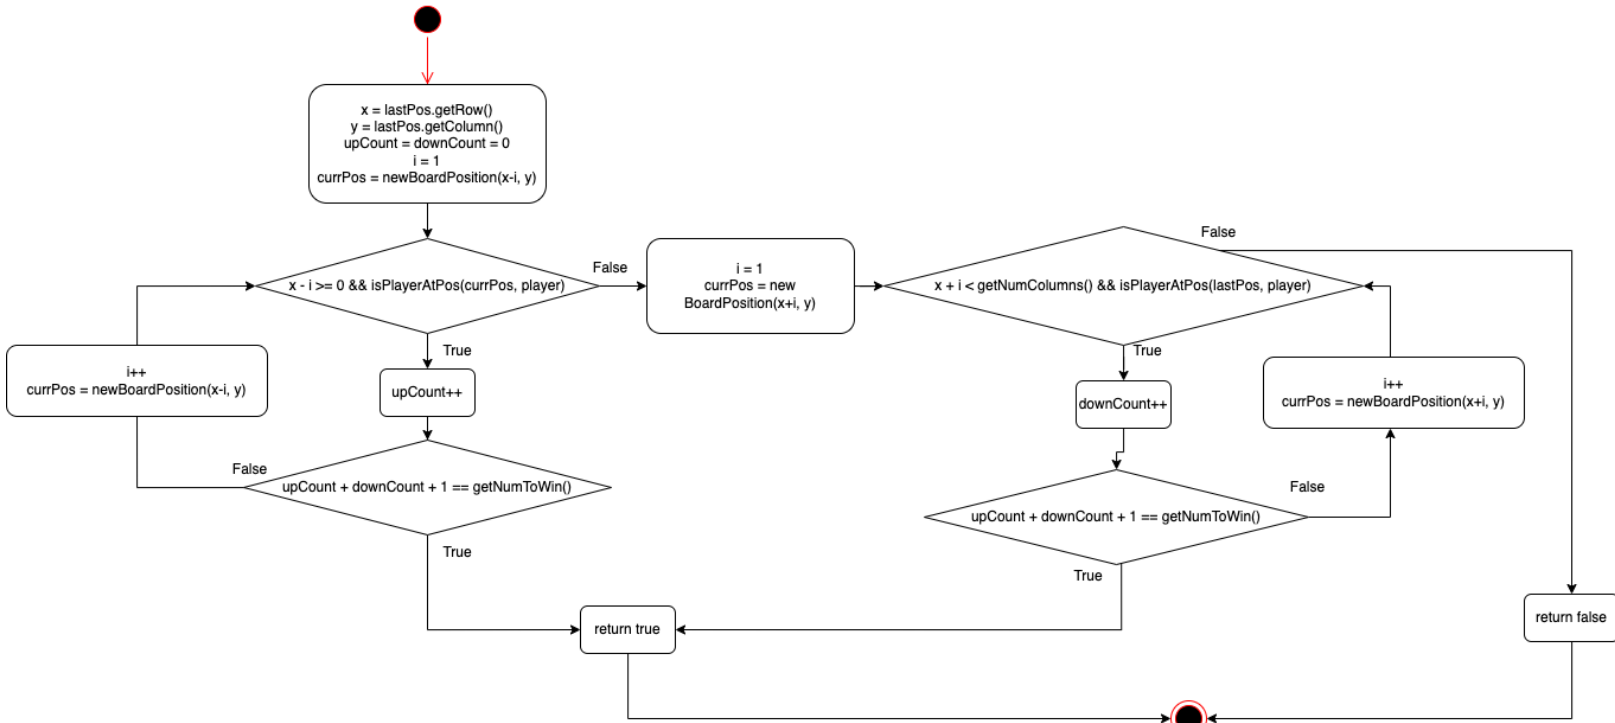 x = lastPos.getRow()
y = lastPos.getColumn()
upCount = downCount = 0
i = 1
currPos = newBoardPosition(x-i, y)
x - i >= 0 && isPlayerAtPos(currPos, player)
False
i = 1
currPos = new
BoardPosition(x+i, y)
x + i < getNumColumns() && isPlayerAtPos(lastPos, player)
False
True
True
i++
currPos = newBoardPosition(x-i, y)
upCount++
downCount++
i++
currPos = newBoardPosition(x+i, y)
False
upCount + downCount + 1 == getNumToWin()
True
upCount + downCount + 1 == getNumToWin()
False
True
return true
return false